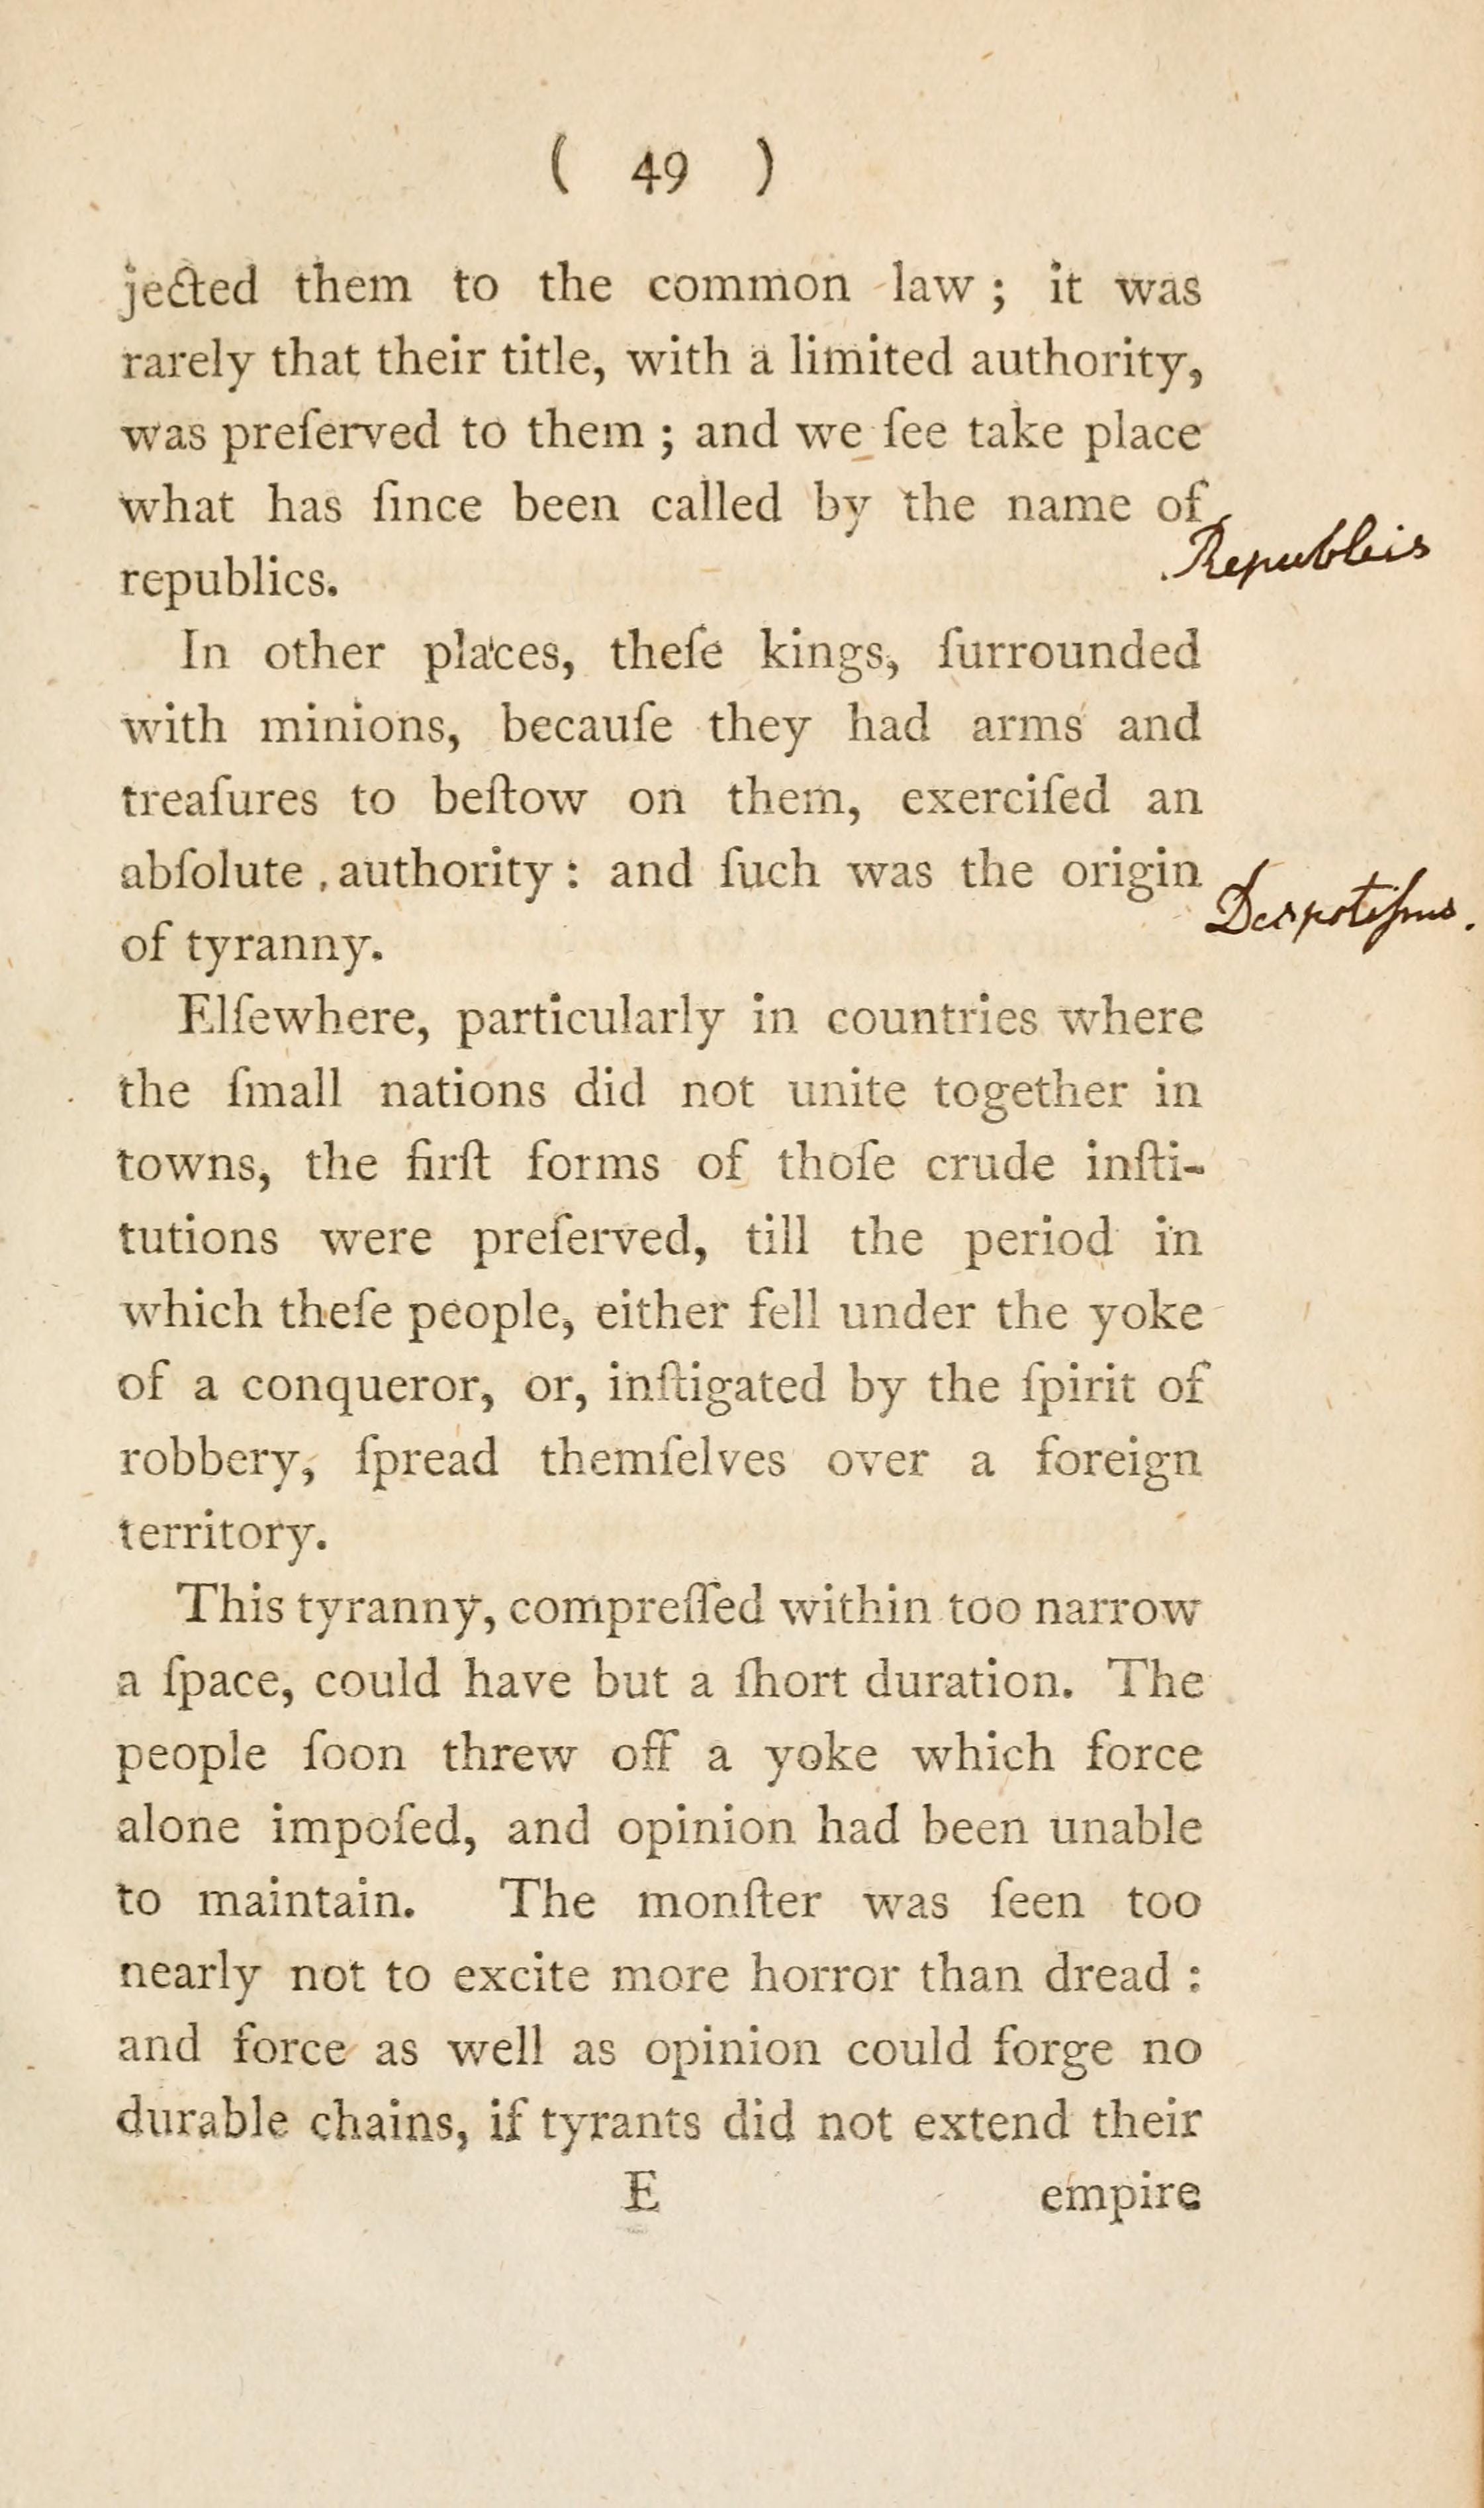 ( 49 )
jected them to the common law; it was
rarely that their title, with a limited authority,
was preſerved to them; and we ſee take place
what has ſince been called by the name of
republics.
Republics
In other places, theſe kings, ſurrounded
with minions, becauſe they had arms and
treaſures to beſtow on them, exerciſed an
abſolute authority: and ſuch was the origin
of tyranny.
Despotiſms.
Elſewhere, particularly in countries where
the ſmall nations did not unite together in
towns, the firſt forms of thoſe crude inſti-
tutions were preſerved, till the period in
which theſe people, either fell under the yoke
of a conqueror, or, inſtigated by the ſpirit of
robbery, ſpread themſelves over a foreign
territory.
This tyranny, compreſſed within too narrow
a ſpace, could have but a ſhort duration. The
people ſoon threw off a yoke which force
alone impoſed, and opinion had been unable
to maintain. The monſter was ſeen too
nearly not to excite more horror than dread:
and force as well as opinion could forge no
durable chains, if tyrants did not extend their
E empire